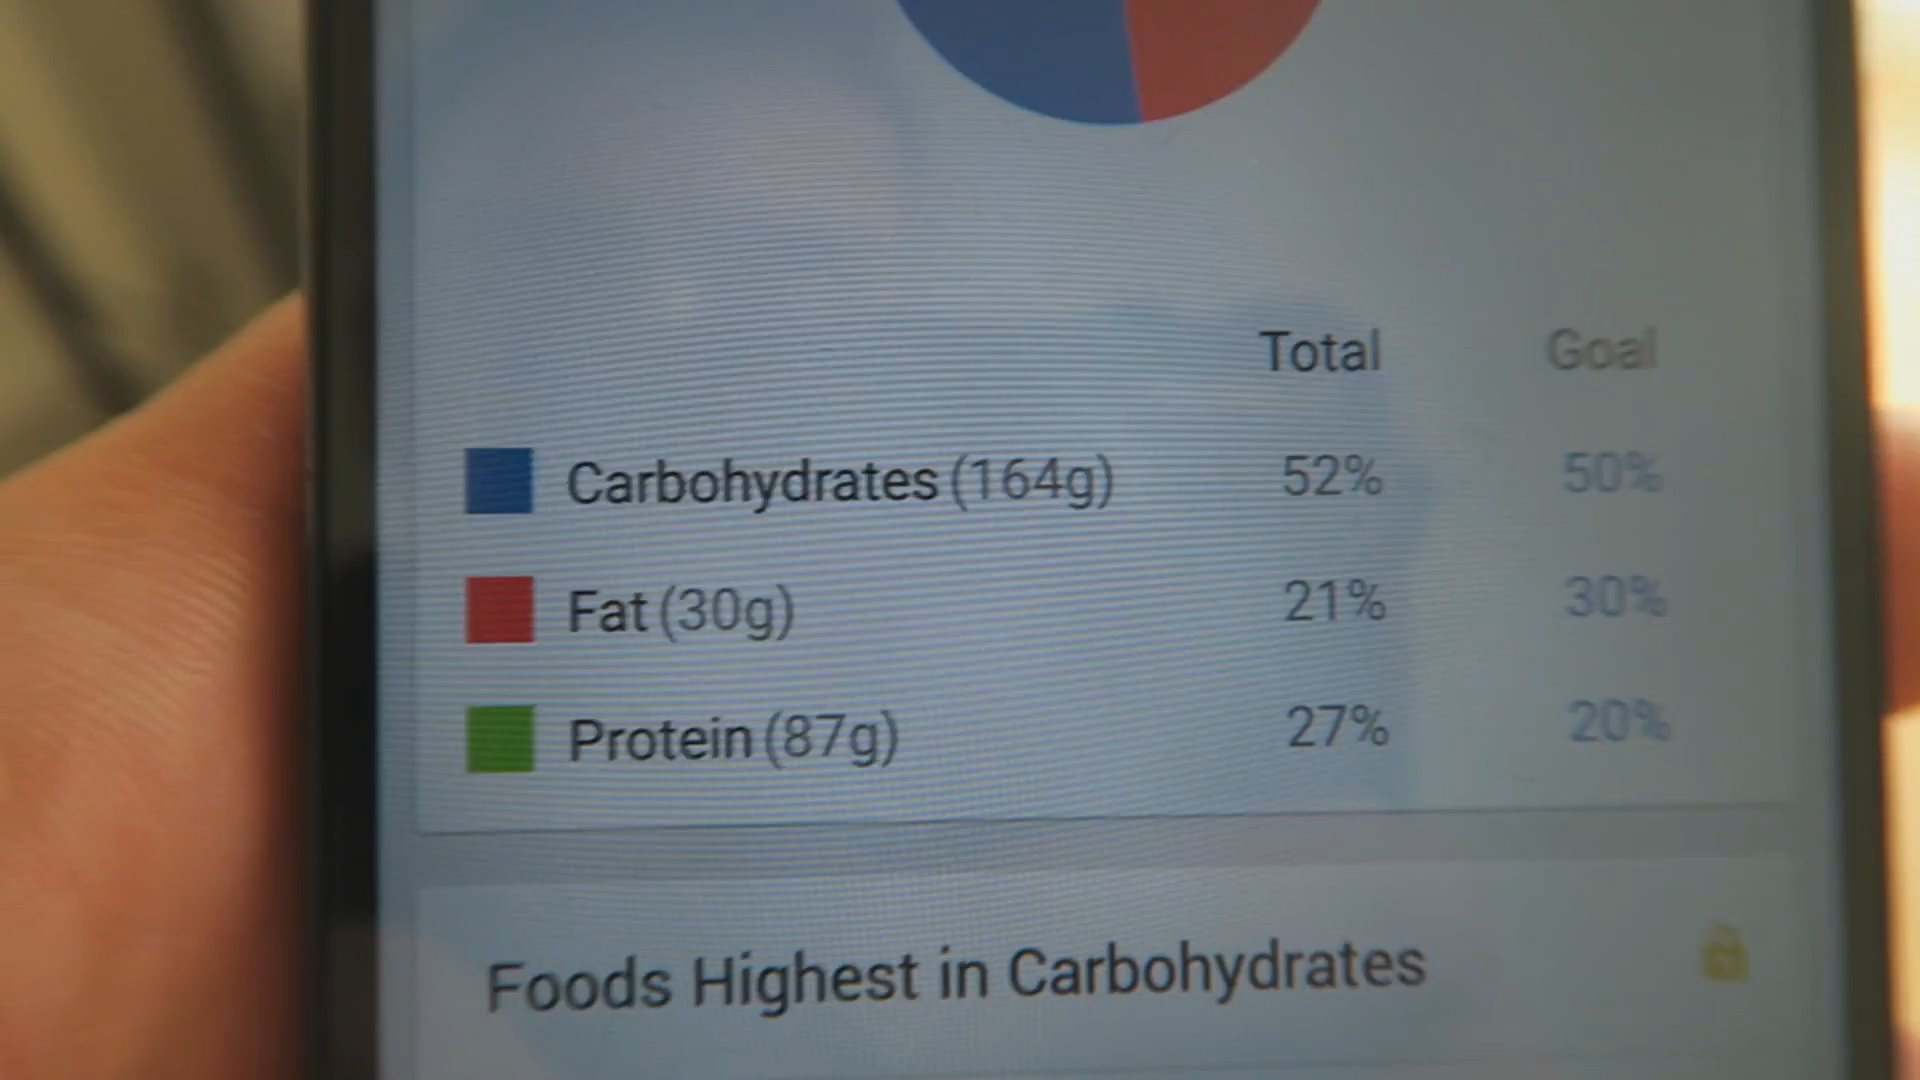 Total Goal
Carbohydrates (164g) 52% 50%
Fat (30g) 21% 30%
Protein (87g) 27% 20%
Foods Highest in Carbohydrates